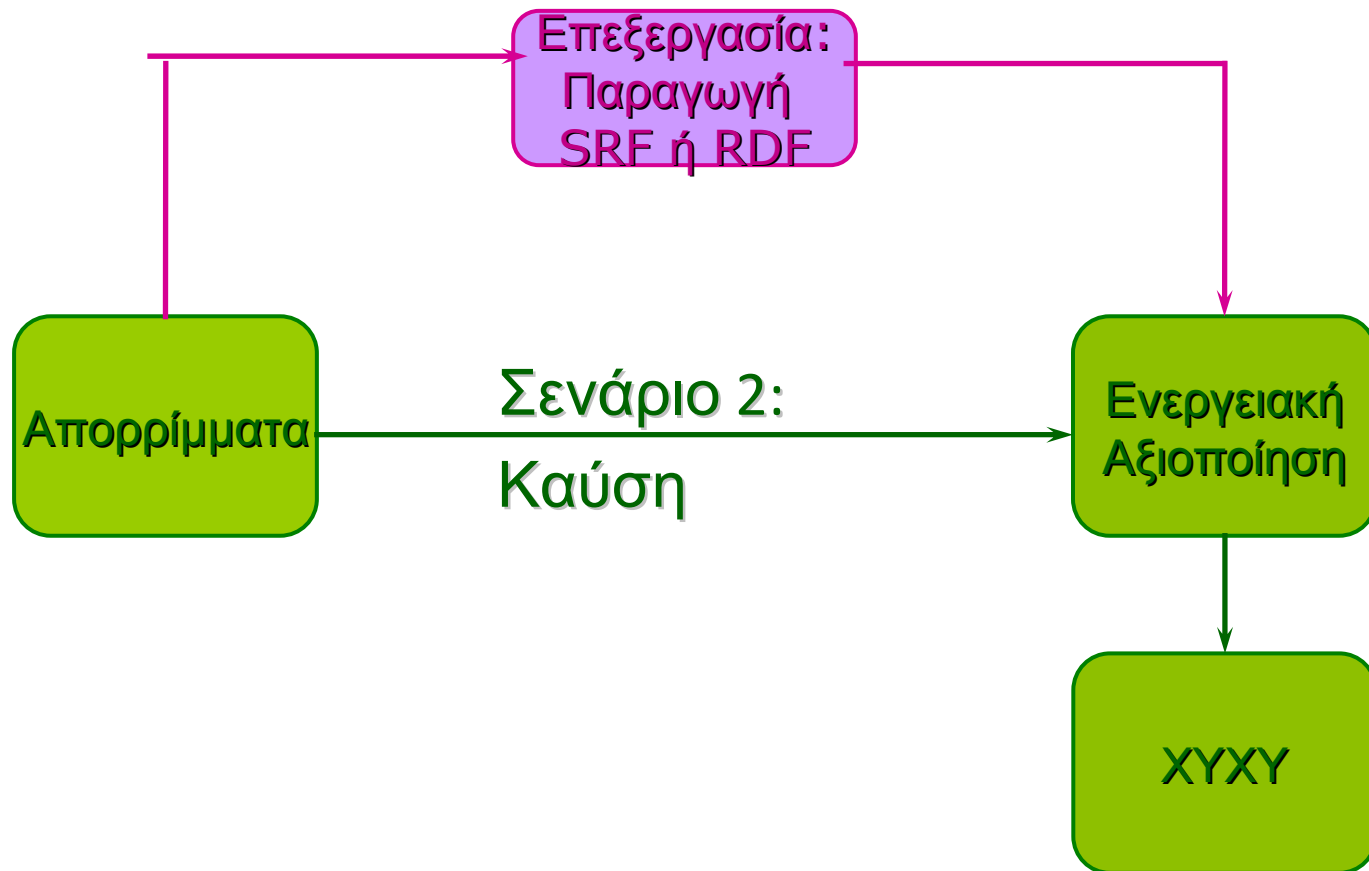 Επεξεργασία:
Παραγωγή
SRF ή RDF
Απορρίμματα
Σενάριο 2:
Καύση
Ενεργειακή
Αξιοποίηση
ΧΥΧΥ